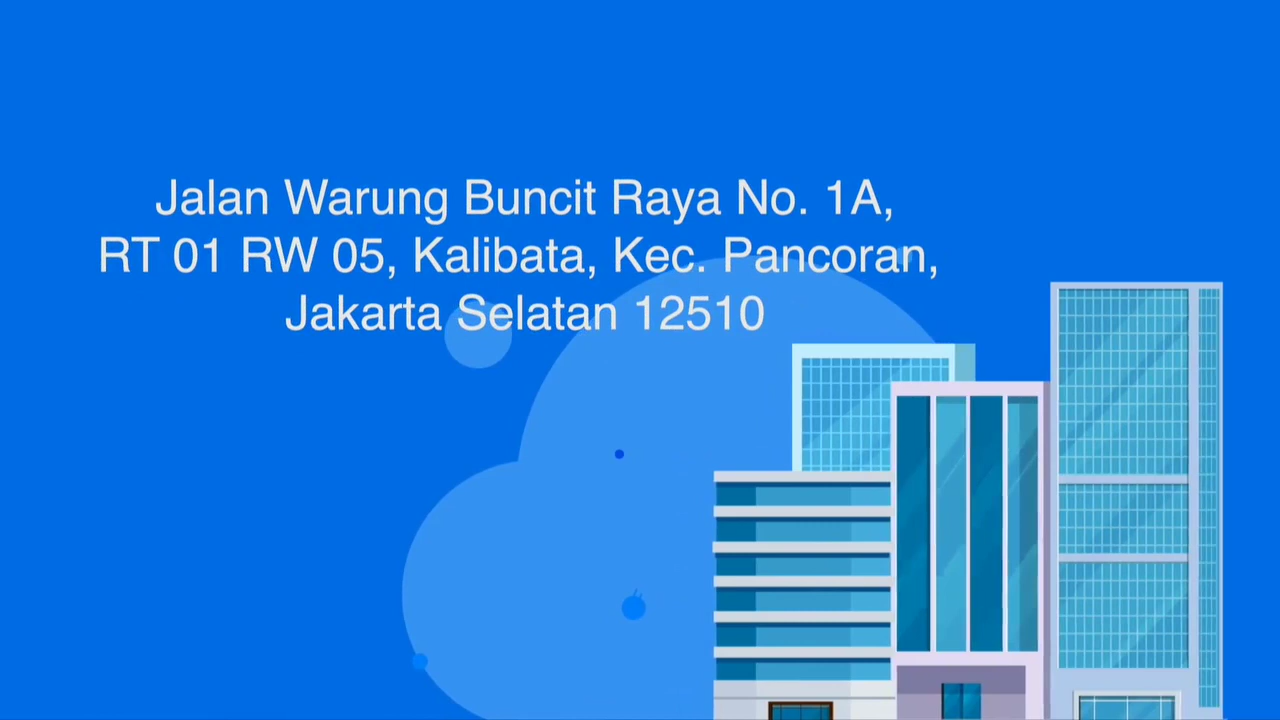 Jalan Warung Buncit Raya No. 1A,
RT 01 RW 05, Kalibata, Kec. Pancoran,
Jakarta Selatan 12510